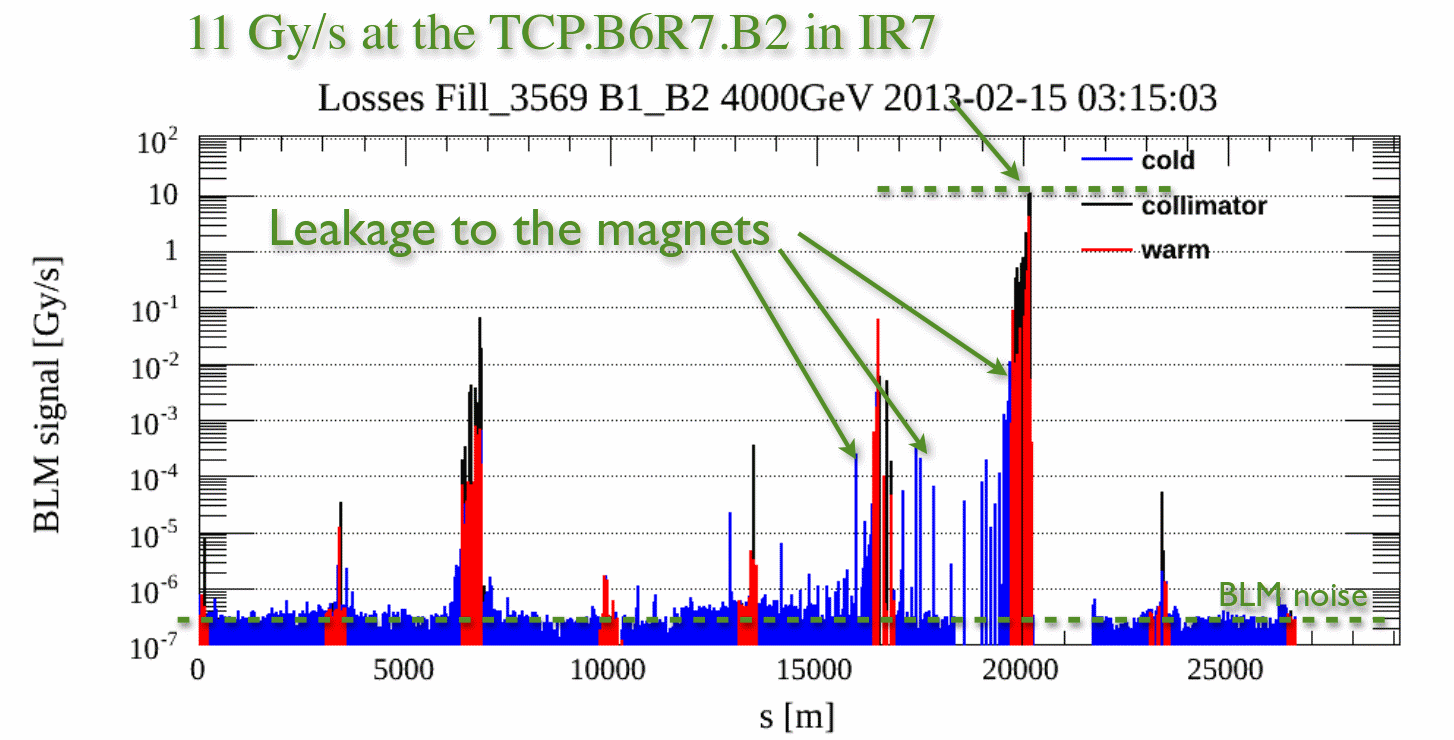 11 Gy/s at the TCP.B6R7.B2 in IR7
Losses Fill_3569 B1_B2 4000GeV 2013-02-15 03:15:03
10^2
cold
10
collimator
Leakage to the magnets
1
warm
10^-1
10^-2
10^-3
10^-4
10^-5
10^-6
BLM noise
10^-7
BLM signal [Gy/s]
0 5000 10000 15000 20000 25000
s [m]